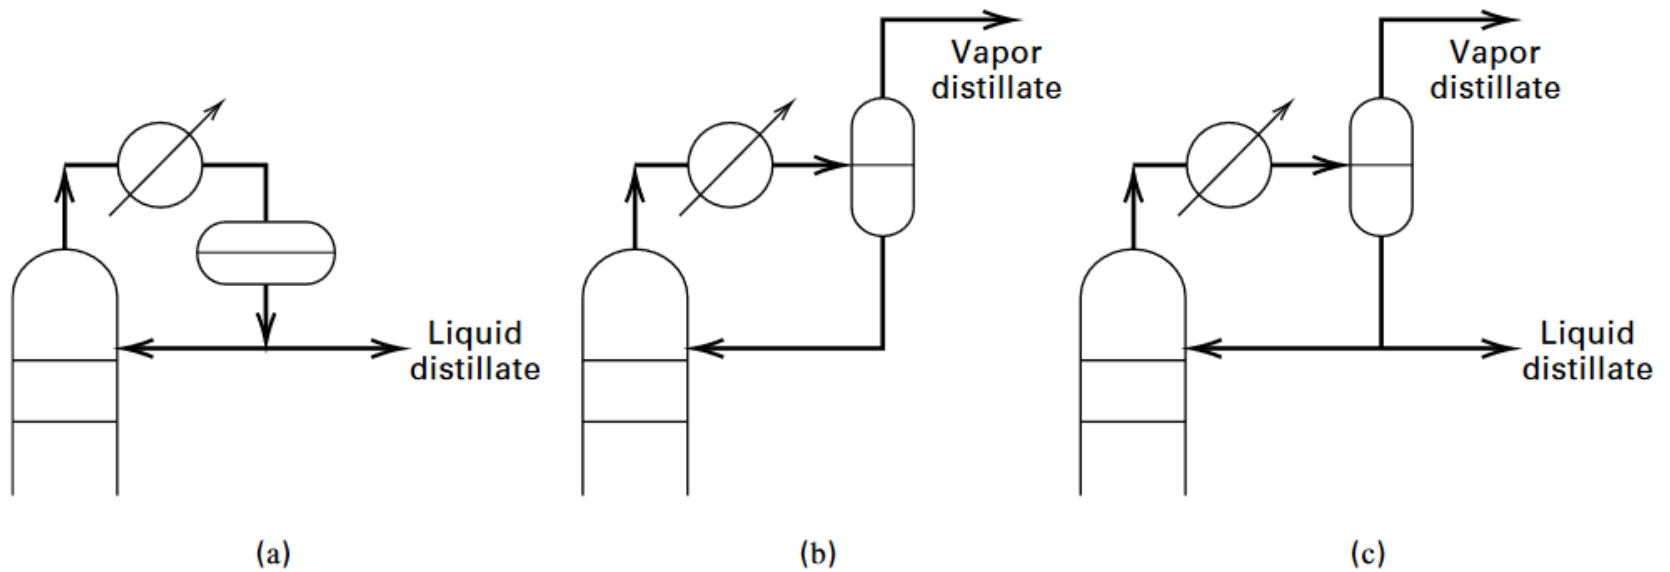 Vapor
distillate
Vapor
distillate
Liquid
distillate
Liquid
distillate
(a)
(b)
(c)